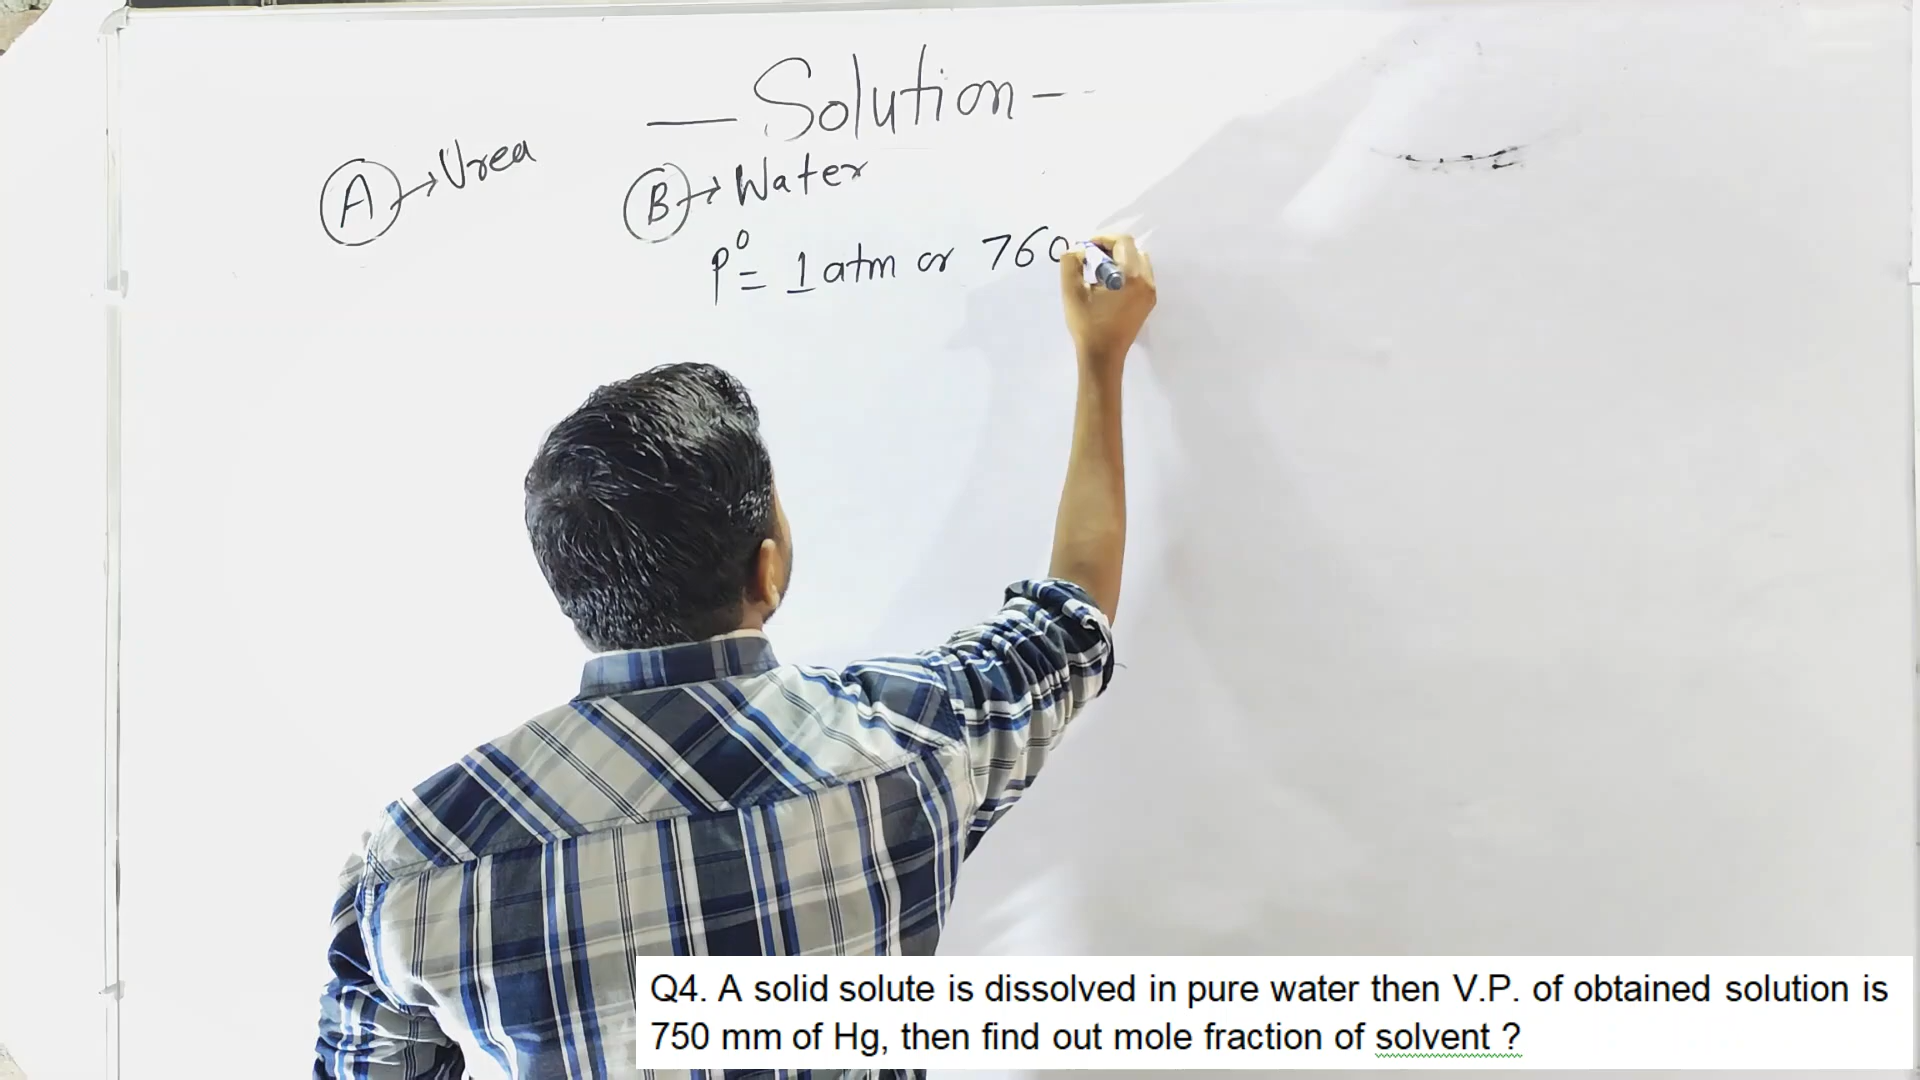 — Solution -
A → Urea
B → Water
P⁰ = 1 atm or 760
Q4. A solid solute is dissolved in pure water then V.P. of obtained solution is
750 mm of Hg, then find out mole fraction of solvent ?